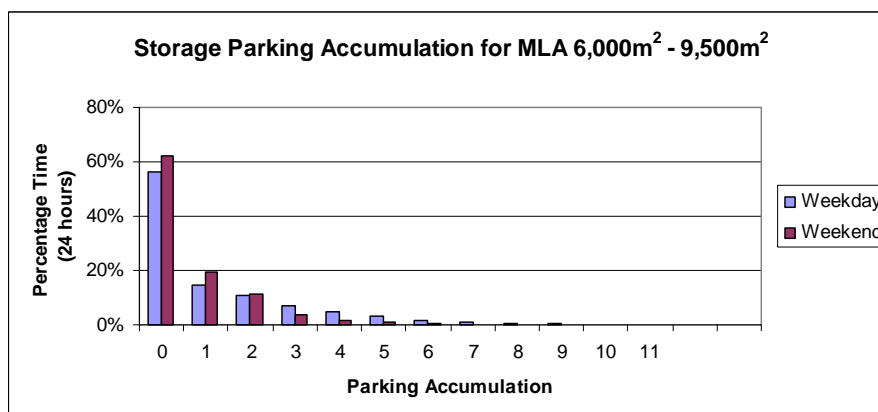 Storage Parking Accumulation for MLA 6,000m² - 9,500m²
80%
60%
40%
20%
0%
Percentage Time
(24 hours)
0 1 2 3 4 5 6 7 8 9 10 11
Parking Accumulation
Weekday
Weekend